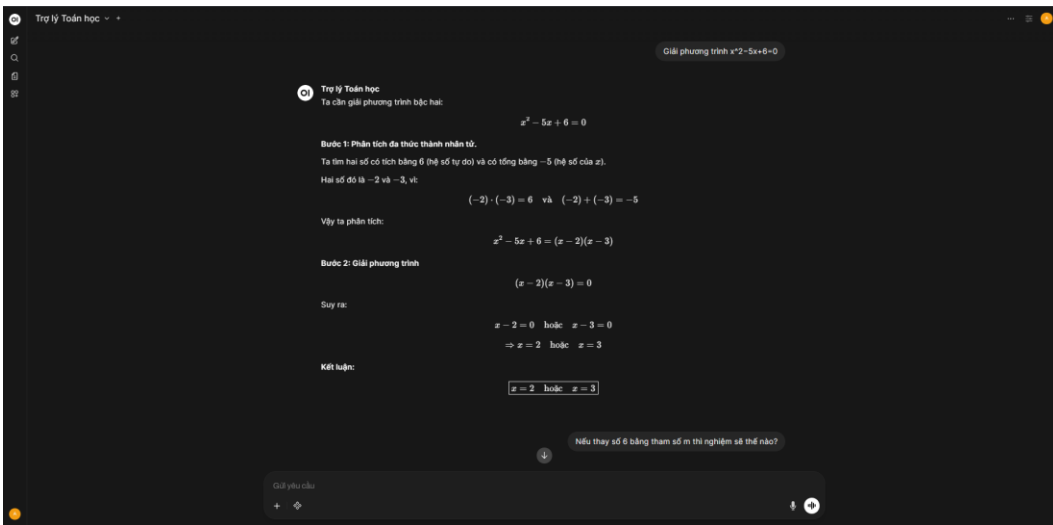 OI Trợ lý Toán học
Giải phương trình x^2-5x+6=0
OI Trợ lý Toán học
Ta cần giải phương trình bậc hai:
x² − 5x + 6 = 0
Bước 1: Phân tích đa thức thành nhân tử.
Ta tìm hai số có tích bằng 6 (hệ số tự do) và có tổng bằng −5 (hệ số của x).
Hai số đó là −2 và −3, vì:
(−2) · (−3) = 6 và (−2) + (−3) = −5
Vậy ta phân tích:
x² − 5x + 6 = (x − 2)(x − 3)
Bước 2: Giải phương trình
(x − 2)(x − 3) = 0
Suy ra:
x − 2 = 0 hoặc x − 3 = 0
⇒ x = 2 hoặc x = 3
Kết luận:
x = 2 hoặc x = 3
Nếu thay số 6 bằng tham số m thì nghiệm sẽ thế nào?
Gửi yêu cầu